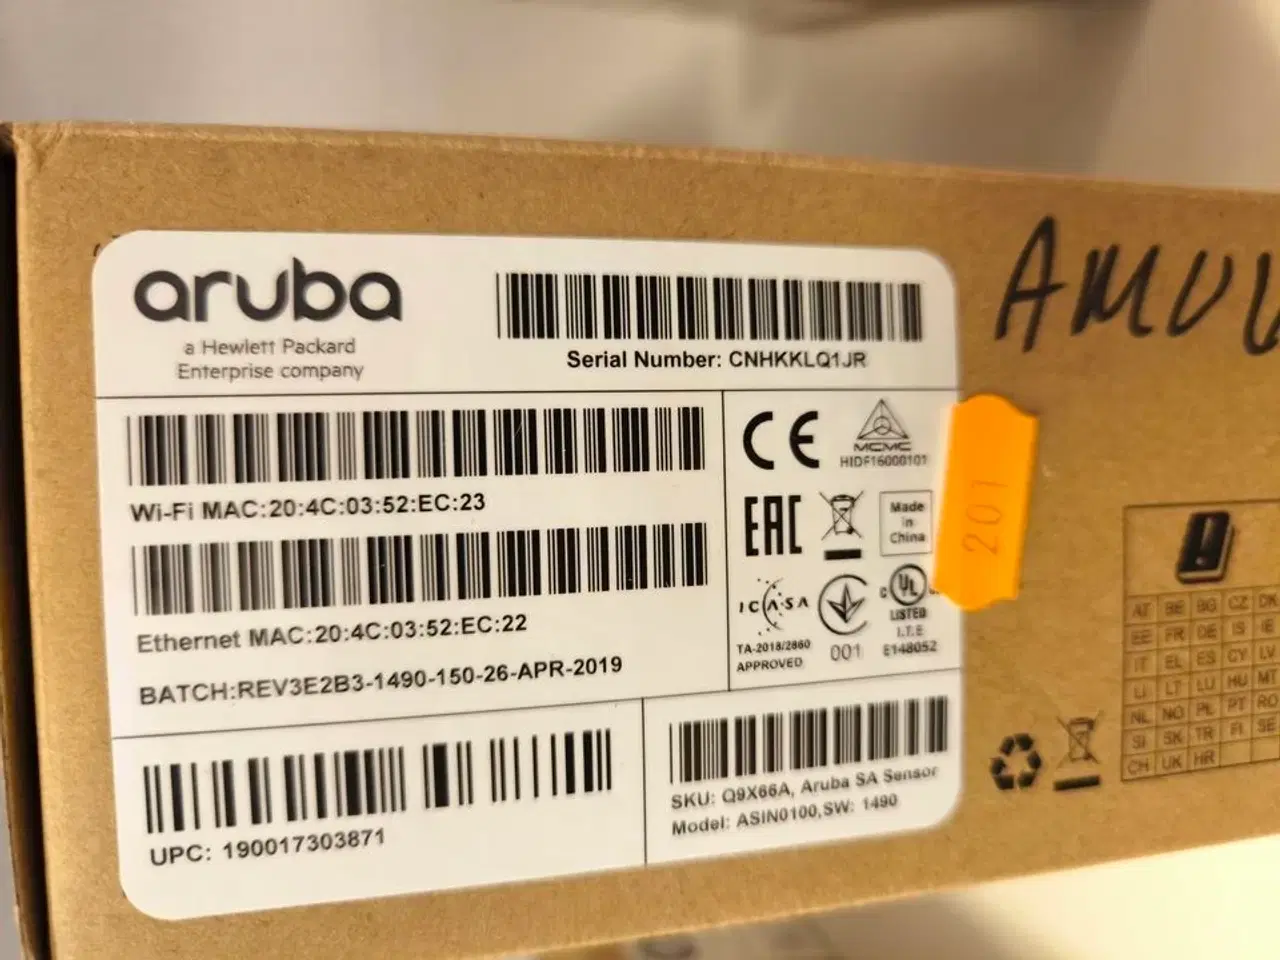 aruba
a Hewlett Packard
Enterprise company
Serial Number: CNHKKLQ1JR
AMU
Wi-Fi MAC:20:4C:03:52:EC:23
Ethernet MAC:20:4C:03:52:EC:22
BATCH:REV3E2B3-1490-150-26-APR-2019
CE
MCMC
HIDF16000101
EAC
Made
in
China
ICASA
TA-2018/2860
APPROVED
001
C UL
LISTED
I.T.E
E148052
201
UPC: 190017303871
SKU: Q9X66A, Aruba SA Sensor
Model: ASIN0100,SW: 1490
!
AT BE BG CZ DK
EE FR DE IS IE
IT EL ES CY LV
LI LT LU HU MT
NL NO PL PT RO
SI SK TR FI SE
CH UK HR